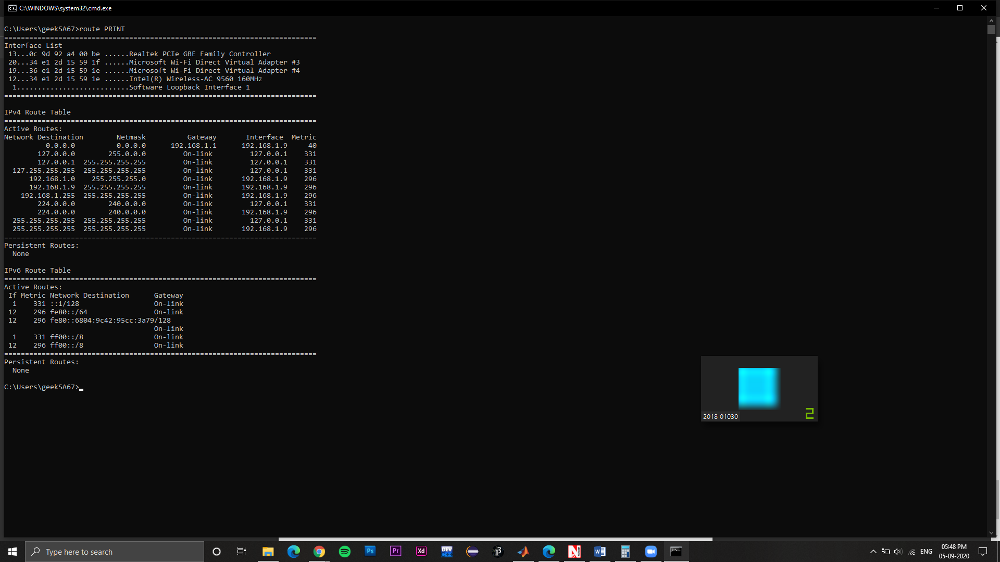 C:\WINDOWS\system32\cmd.exe
C:\Users\geekSA67>route PRINT
===========================================================================
Interface List
 13...0c 9d 92 a4 00 be ......Realtek PCIe GBE Family Controller
 20...34 e1 2d 15 59 1f ......Microsoft Wi-Fi Direct Virtual Adapter #3
 19...36 e1 2d 15 59 1e ......Microsoft Wi-Fi Direct Virtual Adapter #4
 12...34 e1 2d 15 59 1e ......Intel(R) Wireless-AC 9560 160MHz
  1...........................Software Loopback Interface 1
===========================================================================
IPv4 Route Table
===========================================================================
Active Routes:
Network Destination        Netmask          Gateway       Interface  Metric
          0.0.0.0          0.0.0.0      192.168.1.1      192.168.1.9     40
        127.0.0.0        255.0.0.0         On-link         127.0.0.1    331
        127.0.0.1  255.255.255.255         On-link         127.0.0.1    331
  127.255.255.255  255.255.255.255         On-link         127.0.0.1    331
      192.168.1.0    255.255.255.0         On-link       192.168.1.9    296
      192.168.1.9  255.255.255.255         On-link       192.168.1.9    296
    192.168.1.255  255.255.255.255         On-link       192.168.1.9    296
        224.0.0.0        240.0.0.0         On-link         127.0.0.1    331
        224.0.0.0        240.0.0.0         On-link       192.168.1.9    296
  255.255.255.255  255.255.255.255         On-link         127.0.0.1    331
  255.255.255.255  255.255.255.255         On-link       192.168.1.9    296
===========================================================================
Persistent Routes:
  None
IPv6 Route Table
===========================================================================
Active Routes:
 If Metric Network Destination      Gateway
  1    331 ::1/128                  On-link
 12    296 fe80::/64                On-link
 12    296 fe80::6804:9c42:95cc:3a79/128
                                    On-link
  1    331 ff00::/8                 On-link
 12    296 ff00::/8                 On-link
===========================================================================
Persistent Routes:
  None
C:\Users\geekSA67>
2018 01030
2
Type here to search
Ps
Pr
Xd
DEV
ENG
05:48 PM
05-09-2020